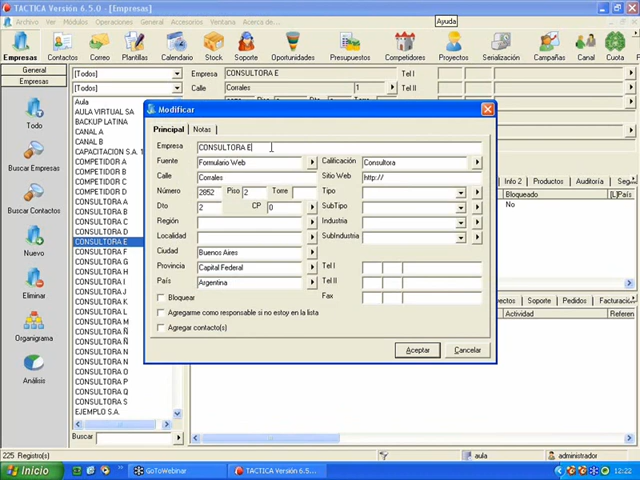 TACTICA Versión 6.5.0 - [Empresas]
Archivo Ver Módulos Operaciones General Accesorios Ventana Acerca de...
Ayuda
Empresas Contactos Correo Plantillas Calendario Stock Soporte Oportunidades Presupuestos Competidores Proyectos Serialización Campañas Canal Cuota
General
Empresas
Todo
Buscar Empresas
Buscar Contactos
Nuevo
Eliminar
Organigrama
Análisis
[Todos]
[Todos]
Aula
AULA VIRTUAL SA
BACKUP LATINA
CANAL A
CANAL B
CAPACITACION S.A.
COMPETIDOR A
COMPETIDOR B
COMPETIDOR C
CONSULTORA A
CONSULTORA B
CONSULTORA C
CONSULTORA D
CONSULTORA E
CONSULTORA F
CONSULTORA G
CONSULTORA H
CONSULTORA I
CONSULTORA J
CONSULTORA K
CONSULTORA L
CONSULTORA M
CONSULTORA Ñ
CONSULTORA N
CONSULTORA O
CONSULTORA P
CONSULTORA Q
CONSULTORA S
EJEMPLO S.A.
Buscar
Empresa CONSULTORA E Tel I
Calle Corrales 1 Tel II
Modificar
Principal Notas
Empresa CONSULTORA E
Fuente Formulario Web Calificación Consultora
Calle Corrales Sitio Web http://
Número 2852 Piso 2 Torre Tipo
Dto 2 CP 0 SubTipo
Región Industria
Localidad SubIndustria
Ciudad Buenos Aires
Provincia Capital Federal Tel I
País Argentina Tel II
Bloquear Fax
Agregarme como responsable si no estoy en la lista
Agregar contacto(s)
Aceptar Cancelar
Info 2 Productos Auditoría
Bloqueado [L]País
No
Soporte Pedidos
Actividad Referen
225 Registro(s) aula administrador
Inicio GoToWebinar TACTICA Versión 6.5.0... 12:22